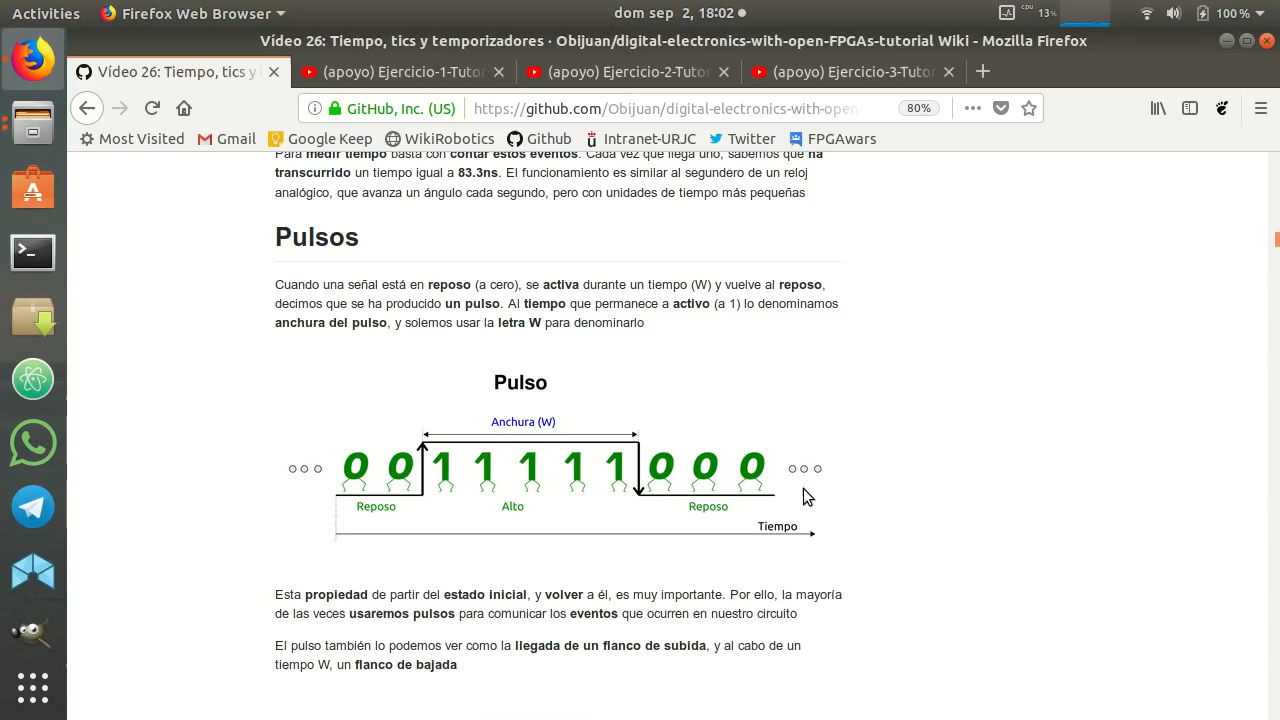 Activities
Firefox Web Browser
dom sep 2, 18:02
cpu
13%
100 %
Vídeo 26: Tiempo, tics y temporizadores · Obijuan/digital-electronics-with-open-FPGAs-tutorial Wiki - Mozilla Firefox
Vídeo 26: Tiempo, tics y t
(apoyo) Ejercicio-1-Tutor
(apoyo) Ejercicio-2-Tutor
(apoyo) Ejercicio-3-Tutor
GitHub, Inc. (US)
https://github.com/Obijuan/digital-electronics-with-open-
80%
Most Visited
Gmail
Google Keep
WikiRobotics
Github
Intranet-URJC
Twitter
FPGAwars
Para medir tiempo basta con contar estos eventos. Cada vez que llega uno, sabemos que ha
transcurrido un tiempo igual a 83.3ns. El funcionamiento es similar al segundero de un reloj
analógico, que avanza un ángulo cada segundo, pero con unidades de tiempo más pequeñas
Pulsos
Cuando una señal está en reposo (a cero), se activa durante un tiempo (W) y vuelve al reposo,
decimos que se ha producido un pulso. Al tiempo que permanece a activo (a 1) lo denominamos
anchura del pulso, y solemos usar la letra W para denominarlo
Pulso
Anchura (W)
0 0 1 1 1 1 1 0 0 0
Reposo
Alto
Reposo
Tiempo
Esta propiedad de partir del estado inicial, y volver a él, es muy importante. Por ello, la mayoría
de las veces usaremos pulsos para comunicar los eventos que ocurren en nuestro circuito
El pulso también lo podemos ver como la llegada de un flanco de subida, y al cabo de un
tiempo W, un flanco de bajada